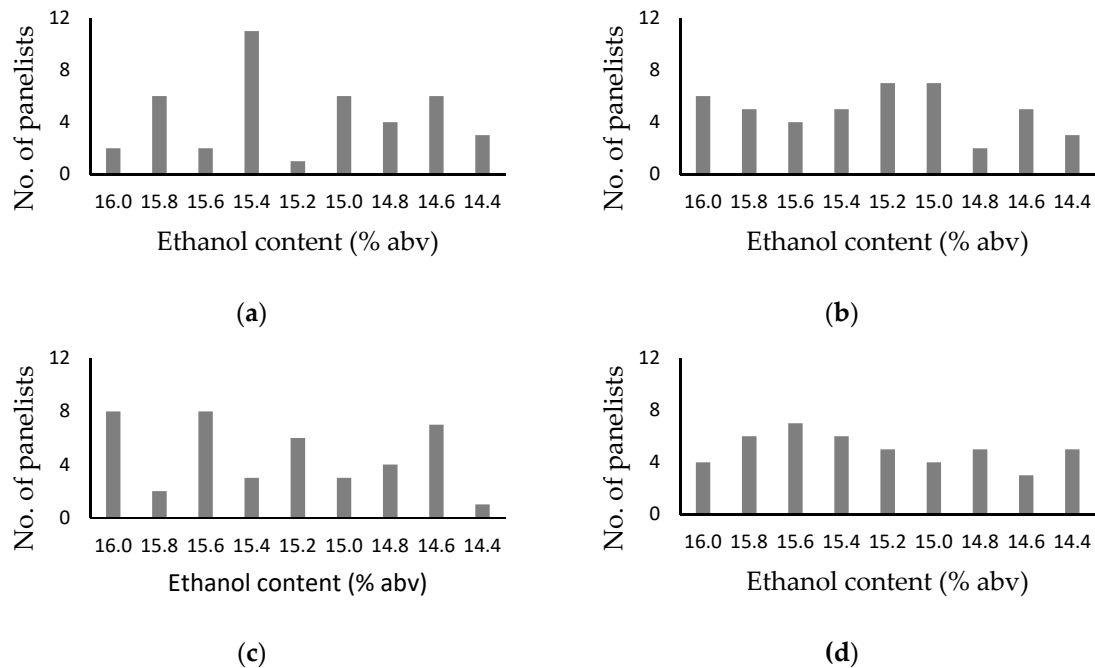 12
8
4
0
No. of panelists
16.0 15.8 15.6 15.4 15.2 15.0 14.8 14.6 14.4
Ethanol content (% abv)
(a)
12
8
4
0
No. of panelists
16.0 15.8 15.6 15.4 15.2 15.0 14.8 14.6 14.4
Ethanol content (% abv)
(b)
12
8
4
0
No. of panelists
16.0 15.8 15.6 15.4 15.2 15.0 14.8 14.6 14.4
Ethanol content (% abv)
(c)
12
8
4
0
No. of panelists
16.0 15.8 15.6 15.4 15.2 15.0 14.8 14.6 14.4
Ethanol content (% abv)
(d)